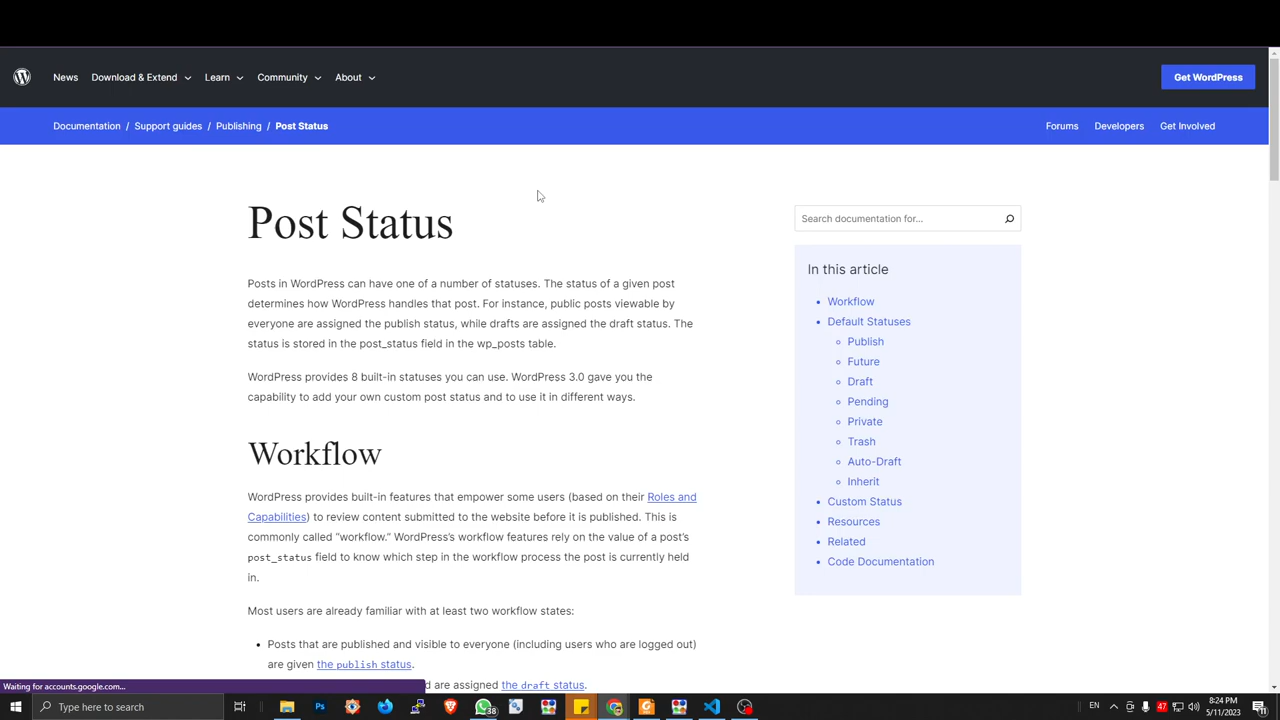 News Download & Extend Learn Community About Get WordPress
Documentation / Support guides / Publishing / Post Status Forums Developers Get Involved
Post Status
Posts in WordPress can have one of a number of statuses. The status of a given post
determines how WordPress handles that post. For instance, public posts viewable by
everyone are assigned the publish status, while drafts are assigned the draft status. The
status is stored in the post_status field in the wp_posts table.
WordPress provides 8 built-in statuses you can use. WordPress 3.0 gave you the
capability to add your own custom post status and to use it in different ways.
Workflow
WordPress provides built-in features that empower some users (based on their Roles and
Capabilities) to review content submitted to the website before it is published. This is
commonly called “workflow.” WordPress’s workflow features rely on the value of a post’s
post_status field to know which step in the workflow process the post is currently held
in.
Most users are already familiar with at least two workflow states:
Posts that are published and visible to everyone (including users who are logged out)
are given the publish status.
d are assigned the draft status.
Search documentation for...
In this article
Workflow
Default Statuses
Publish
Future
Draft
Pending
Private
Trash
Auto-Draft
Inherit
Custom Status
Resources
Related
Code Documentation
Waiting for accounts.google.com...
Type here to search
38
EN
47
8:24 PM
5/11/2023